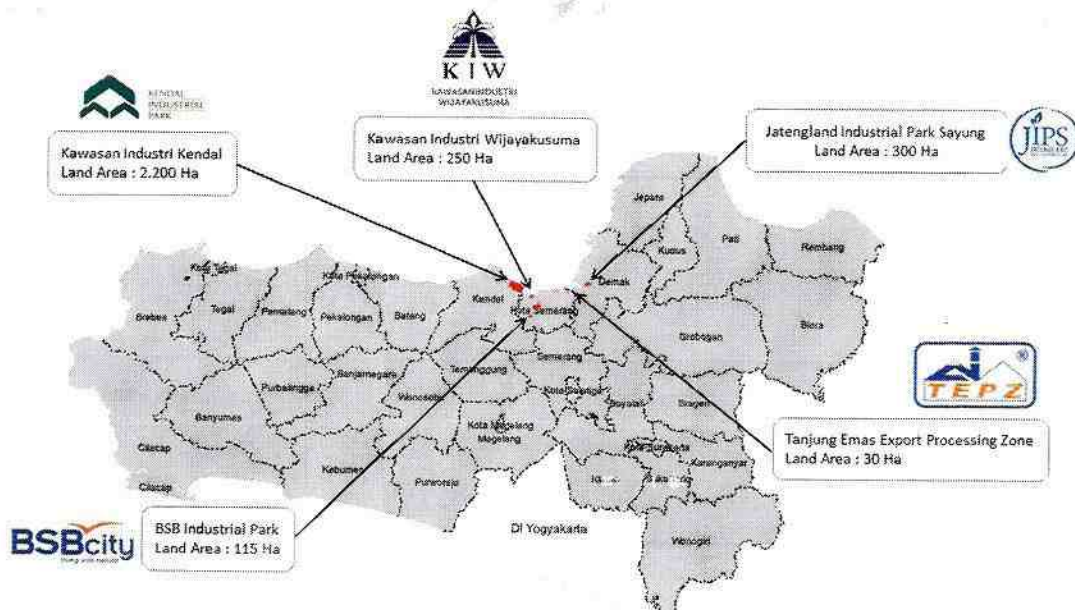 KIW
KAWASAN INDUSTRI
WIJAYAKUSUMA
KENDAL
INDUSTRIAL
PARK
Kawasan Industri Kendal
Land Area : 2.200 Ha
Kawasan Industri Wijayakusuma
Land Area : 250 Ha
Jatengland Industrial Park Sayung
Land Area : 300 Ha
JIPS
Jepara
Kudus
Pati
Rembang
Kota Tegal
Kota Pekalongan
Demak
Kendal
Kota Semarang
Brebes
Tegal
Pemalang
Pekalongan
Batang
Grobogan
Blora
Semarang
Temanggung
Banjarnegara
Purbalingga
Wonosobo
Kota Salatiga
Boyolali
Sragen
Banyumas
Kota Magelang
Magelang
TEPZ
®
Tanjung Emas Export Processing Zone
Land Area : 30 Ha
Cilacap
Kebumen
Purworejo
Kota Surakarta
Karanganyar
Cilacap
DI Yogyakarta
Wonogiri
BSBcity
BSB Industrial Park
Land Area : 115 Ha